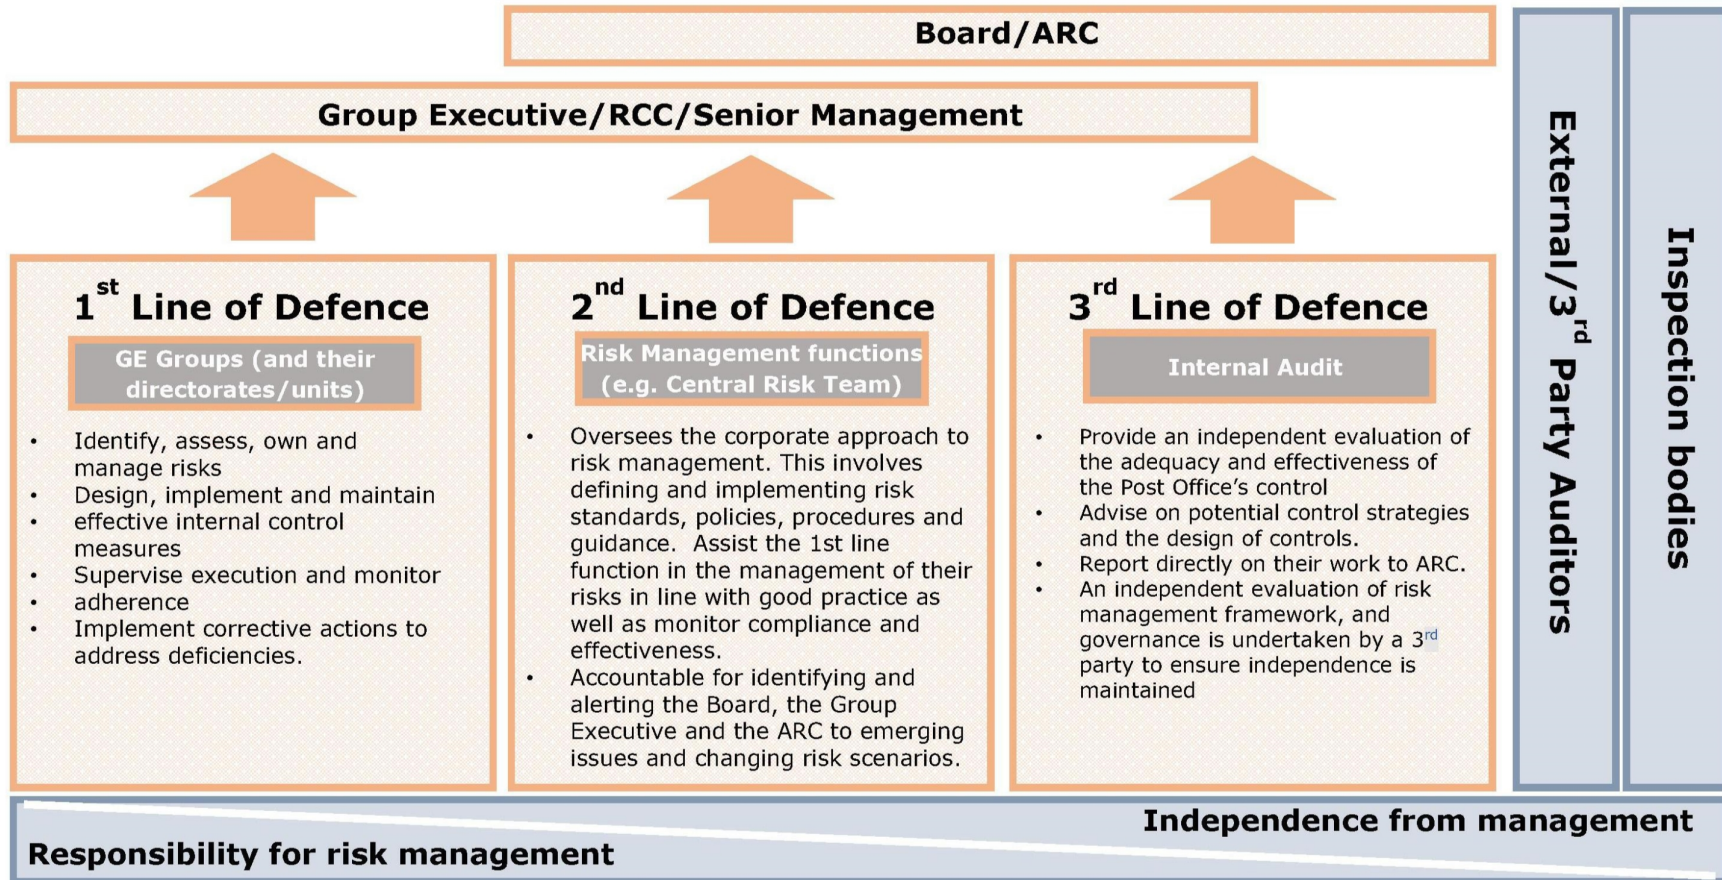 Board/ARC
Group Executive/RCC/Senior Management
1st Line of Defence
GE Groups (and their
directorates/units)
• Identify, assess, own and
manage risks
• Design, implement and maintain
• effective internal control
measures
• Supervise execution and monitor
• adherence
• Implement corrective actions to
address deficiencies.
2nd Line of Defence
Risk Management functions
(e.g. Central Risk Team)
• Oversees the corporate approach to
risk management. This involves
defining and implementing risk
standards, policies, procedures and
guidance. Assist the 1st line
function in the management of their
risks in line with good practice as
well as monitor compliance and
effectiveness.
• Accountable for identifying and
alerting the Board, the Group
Executive and the ARC to emerging
issues and changing risk scenarios.
3rd Line of Defence
Internal Audit
• Provide an independent evaluation of
the adequacy and effectiveness of
the Post Office's control
• Advise on potential control strategies
and the design of controls.
• Report directly on their work to ARC.
• An independent evaluation of risk
management framework, and
governance is undertaken by a 3rd
party to ensure independence is
maintained
External/3rd Party Auditors
Inspection bodies
Independence from management
Responsibility for risk management